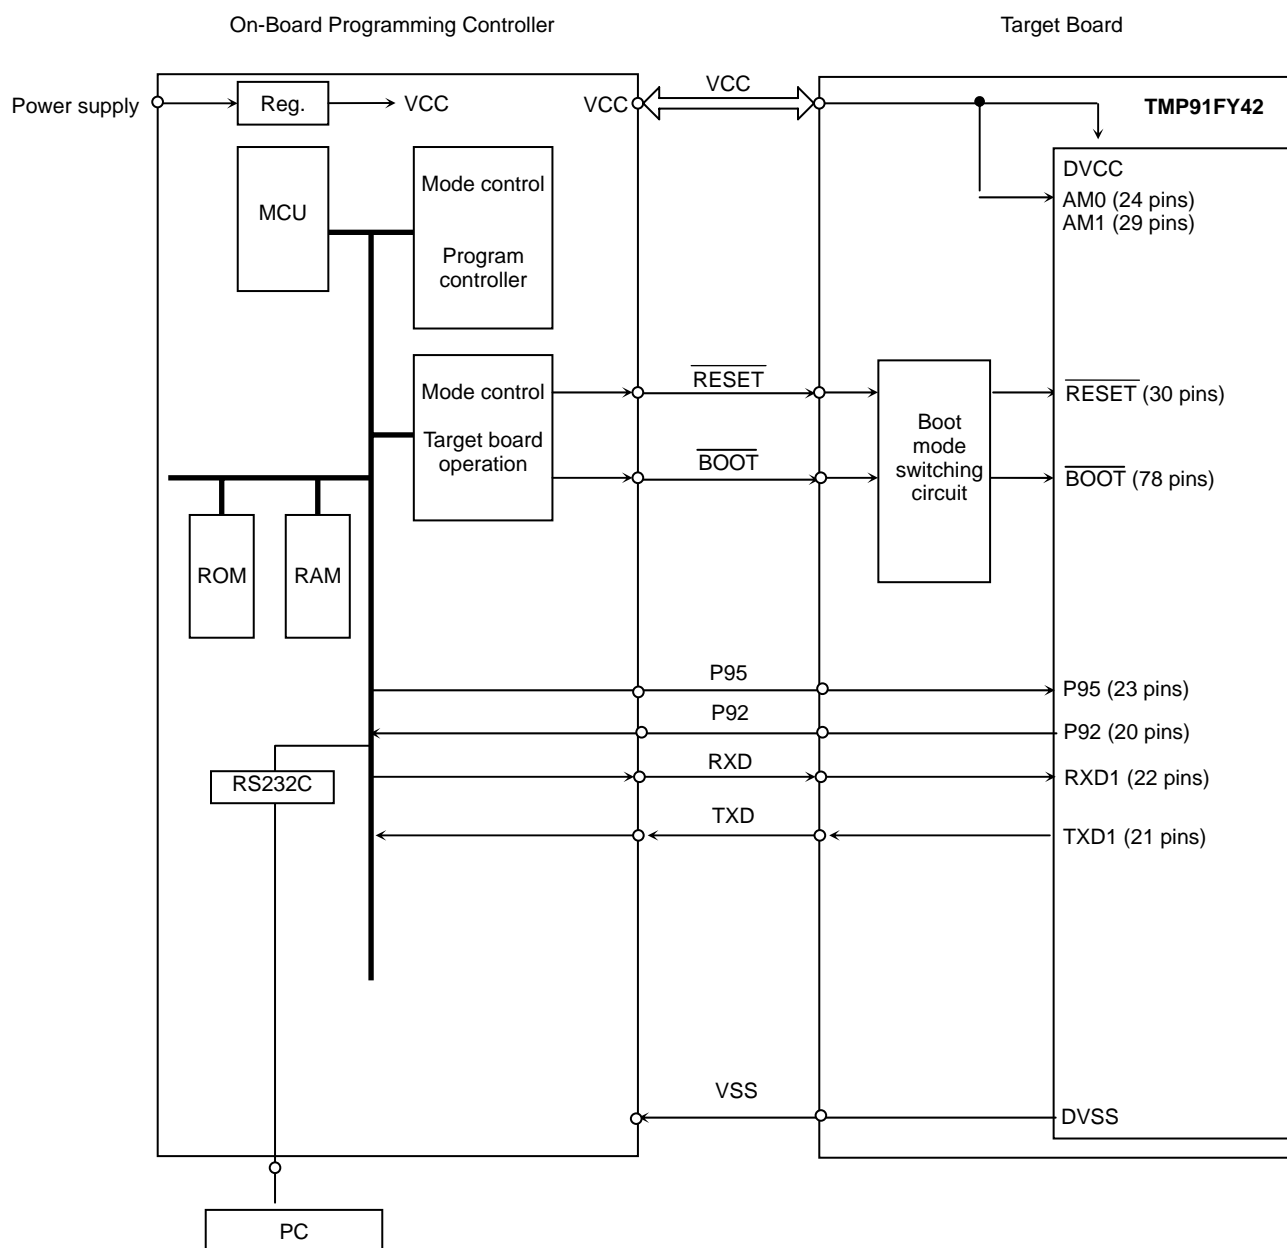 On-Board Programming Controller
Target Board
Power supply
Reg.
VCC
VCC
VCC
TMP91FY42
MCU
Mode control
Program
controller
DVCC
AM0 (24 pins)
AM1 (29 pins)
Mode control
Target board
operation
RESET
BOOT
Boot
mode
switching
circuit
RESET (30 pins)
BOOT (78 pins)
ROM
RAM
P95
P95 (23 pins)
P92
P92 (20 pins)
RS232C
RXD
RXD1 (22 pins)
TXD
TXD1 (21 pins)
VSS
DVSS
PC